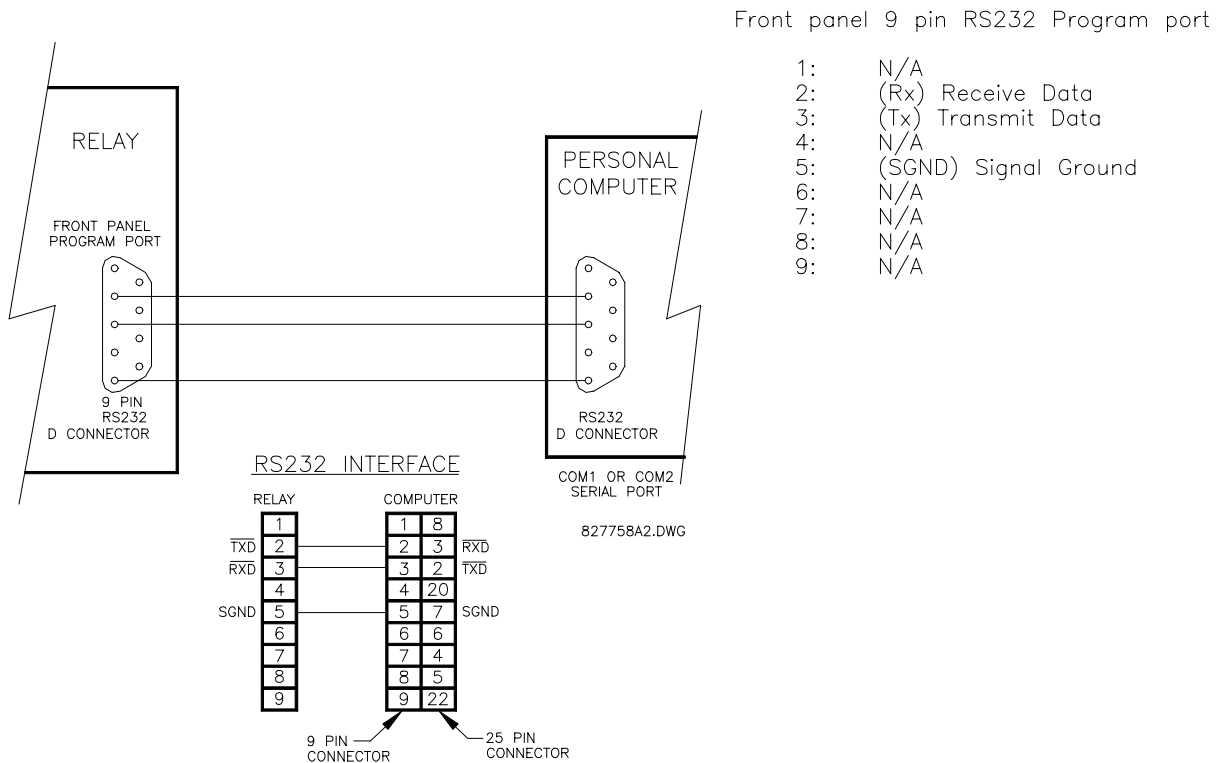 Front panel 9 pin RS232 Program port
1: N/A
2: (Rx) Receive Data
3: (Tx) Transmit Data
4: N/A
5: (SGND) Signal Ground
6: N/A
7: N/A
8: N/A
9: N/A
RELAY
FRONT PANEL
PROGRAM PORT
9 PIN
RS232
D CONNECTOR
PERSONAL
COMPUTER
RS232
D CONNECTOR
COM1 OR COM2
SERIAL PORT
827758A2.DWG
RS232 INTERFACE
RELAY COMPUTER
1 1 8
TXD 2 2 3 RXD
RXD 3 3 2 TXD
4 4 20
SGND 5 5 7 SGND
6 6 6
7 7 4
8 8 5
9 9 22
9 PIN
CONNECTOR
25 PIN
CONNECTOR